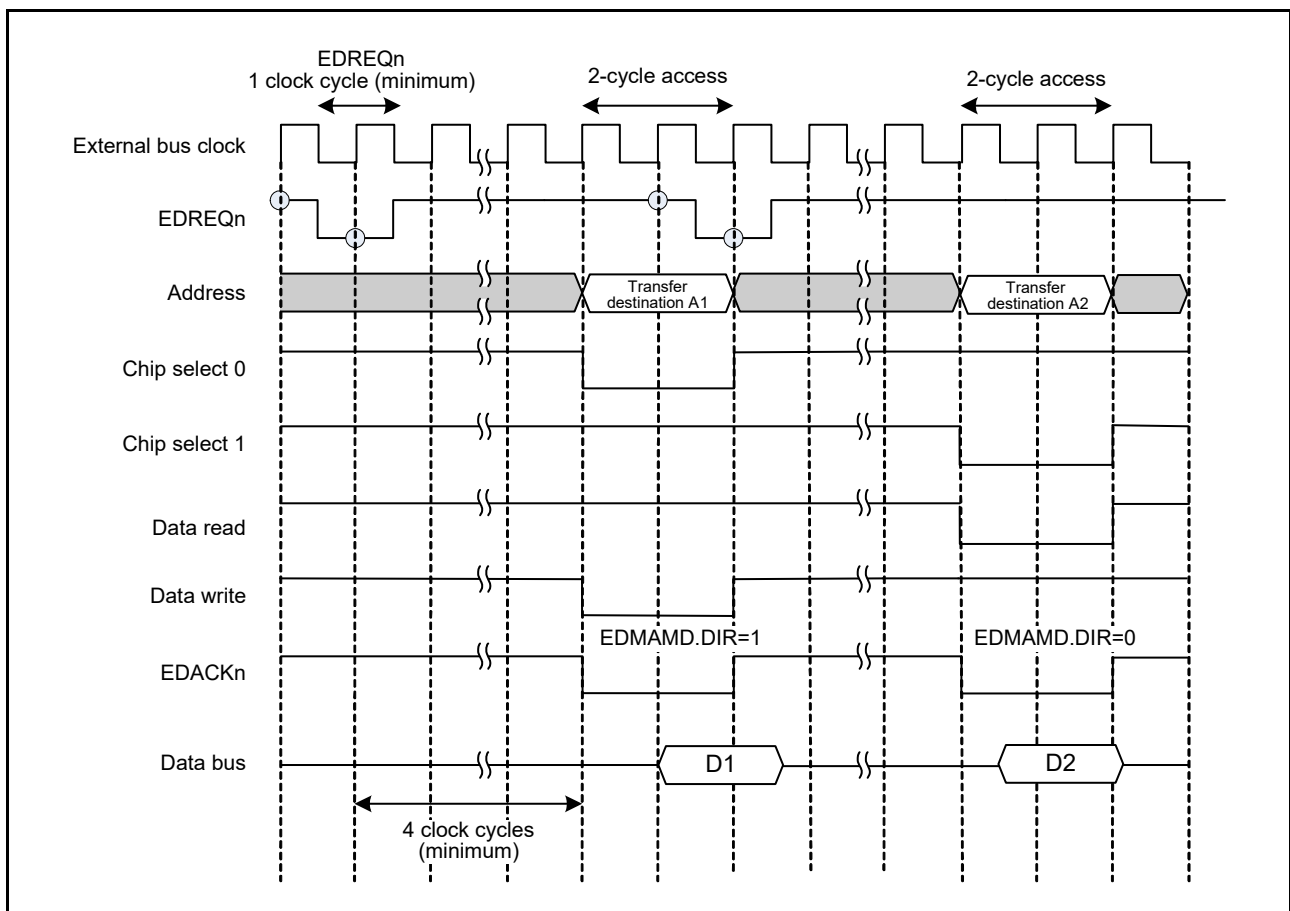 EDREQn
1 clock cycle (minimum)
2-cycle access
2-cycle access
External bus clock
EDREQn
Address
Transfer
destination A1
Transfer
destination A2
Chip select 0
Chip select 1
Data read
Data write
EDMAMD.DIR=1
EDMAMD.DIR=0
EDACKn
Data bus
D1
D2
4 clock cycles
(minimum)